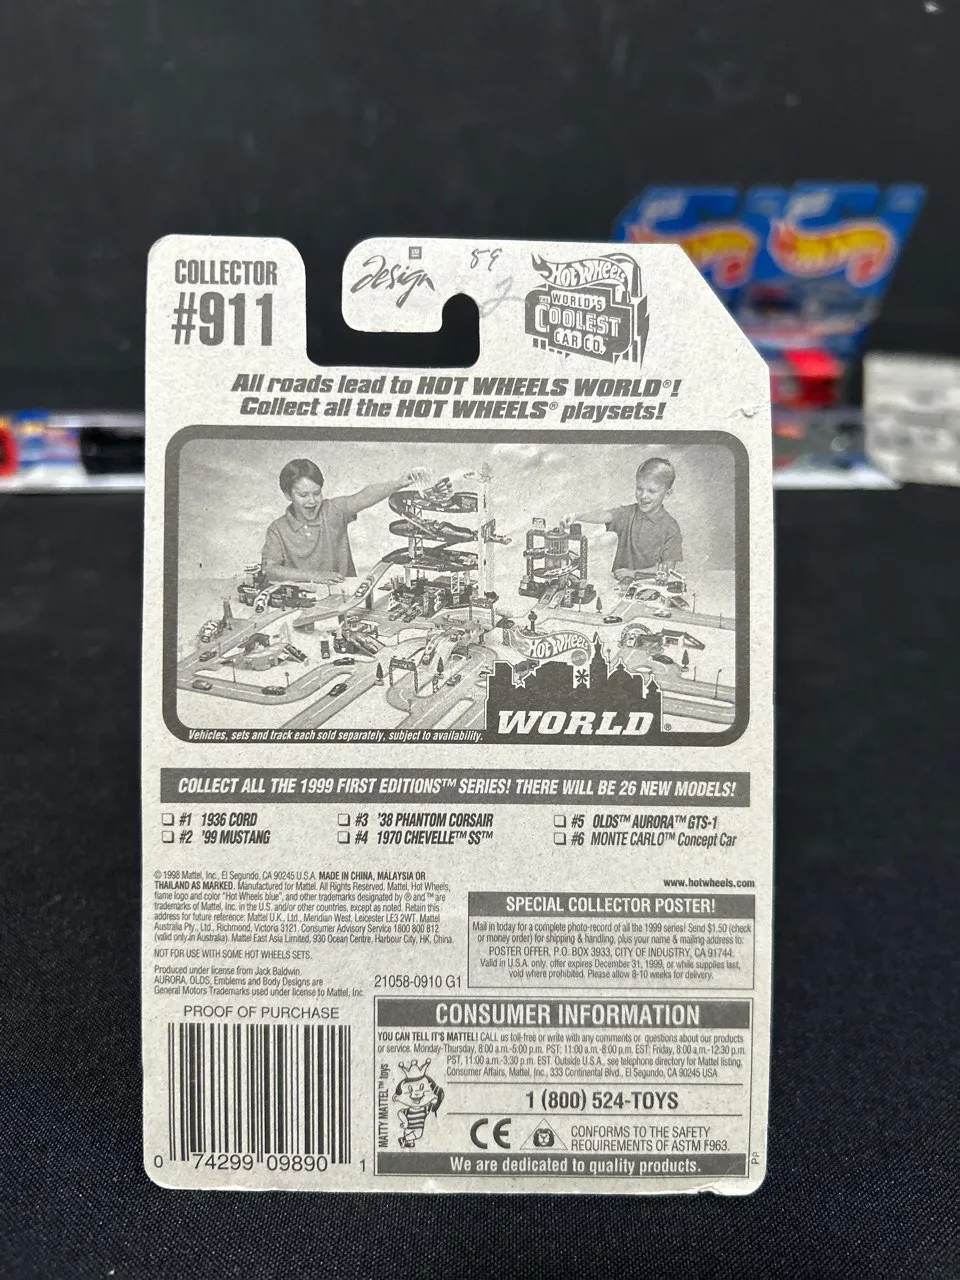 COLLECTOR
#911
GM
Design
89
2
HOT WHEELS
THE
WORLD'S
COOLEST
CAR CO.
All roads lead to HOT WHEELS WORLD®!
Collect all the HOT WHEELS® playsets!
HOT WHEELS
WORLD ®
Vehicles, sets and track each sold separately, subject to availability.
COLLECT ALL THE 1999 FIRST EDITIONS™ SERIES! THERE WILL BE 26 NEW MODELS!
#1 1936 CORD
#2 '99 MUSTANG
#3 '38 PHANTOM CORSAIR
#4 1970 CHEVELLE™ SS™
#5 OLDS™ AURORA™ GTS-1
#6 MONTE CARLO™ Concept Car
© 1998 Mattel, Inc., El Segundo, CA 90245 U.S.A. MADE IN CHINA, MALAYSIA OR
THAILAND AS MARKED. Manufactured for Mattel. All Rights Reserved. Mattel, Hot Wheels,
flame logo and color "Hot Wheels blue", and other trademarks designated by ® and ™ are
trademarks of Mattel, Inc. in the U.S. and/or other countries, except as noted. Retain this
address for future reference: Mattel U.K., Ltd., Meridian West, Leicester LE3 2WT. Mattel
Australia Pty., Ltd., Richmond, Victoria 3121. Consumer Advisory Service 1800 800 812
(valid only in Australia). Mattel East Asia Limited, 930 Ocean Centre, Harbour City, HK, China.
NOT FOR USE WITH SOME HOT WHEELS SETS.
Produced under license from Jack Baldwin.
AURORA, OLDS, Emblems and Body Designs are
General Motors Trademarks used under license to Mattel, Inc.
21058-0910 G1
www.hotwheels.com
SPECIAL COLLECTOR POSTER!
Mail in today for a complete photo-record of all the 1999 series! Send $1.50 (check
or money order) for shipping & handling, plus your name & mailing address to:
POSTER OFFER, P.O. BOX 3933, CITY OF INDUSTRY, CA 91744.
Valid in U.S.A. only, offer expires December 31, 1999, or while supplies last,
void where prohibited. Please allow 8-10 weeks for delivery.
PROOF OF PURCHASE
0 74299 09890 1
CONSUMER INFORMATION
YOU CAN TELL IT'S MATTEL! CALL us toll-free or write with any comments or questions about our products
or service. Monday-Thursday, 8:00 a.m.-5:00 p.m. PST; 11:00 a.m.-8:00 p.m. EST; Friday, 8:00 a.m.-12:30 p.m.
PST, 11:00 a.m.-3:30 p.m. EST. Outside U.S.A., see telephone directory for Mattel listing.
Consumer Affairs, Mattel, Inc., 333 Continental Blvd., El Segundo, CA 90245 USA
MATTY MATTEL™ toys
1 (800) 524-TOYS
CE
CONFORMS TO THE SAFETY
REQUIREMENTS OF ASTM F963.
We are dedicated to quality products.
PP